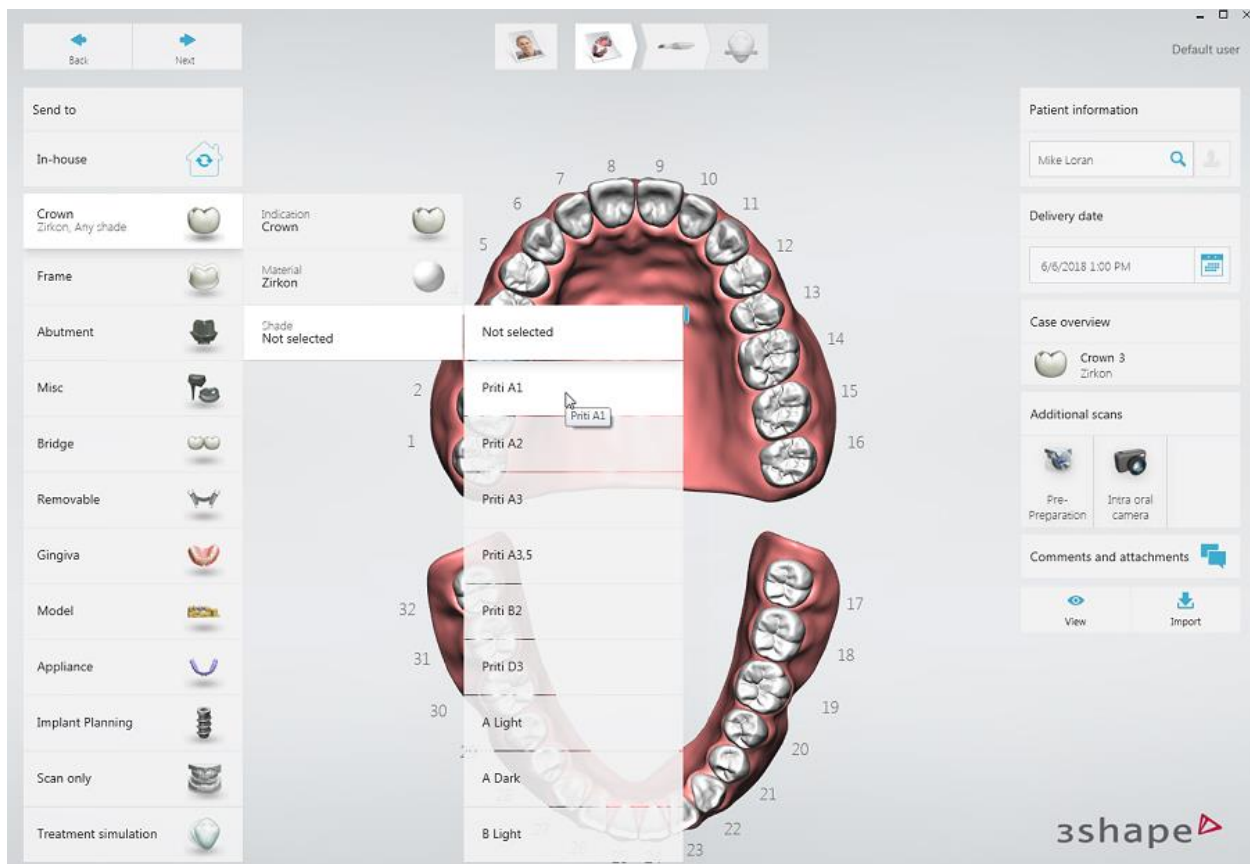 Back
Next
Default user
Send to
In-house
Crown
Zirkon, Any shade
Frame
Abutment
Misc
Bridge
Removable
Gingiva
Model
Appliance
Implant Planning
Scan only
Treatment simulation
Indication
Crown
Material
Zirkon
Shade
Not selected
Not selected
Priti A1
Priti A1
Priti A2
Priti A3
Priti A3,5
Priti B2
Priti D3
A Light
A Dark
B Light
1
2
5
6
7
8
9
10
11
12
13
14
15
16
17
18
19
20
21
22
23
30
31
32
Patient information
Mike Loran
Delivery date
6/6/2018 1:00 PM
Case overview
Crown 3
Zirkon
Additional scans
Pre-
Preparation
Intra oral
camera
Comments and attachments
View
Import
3shape